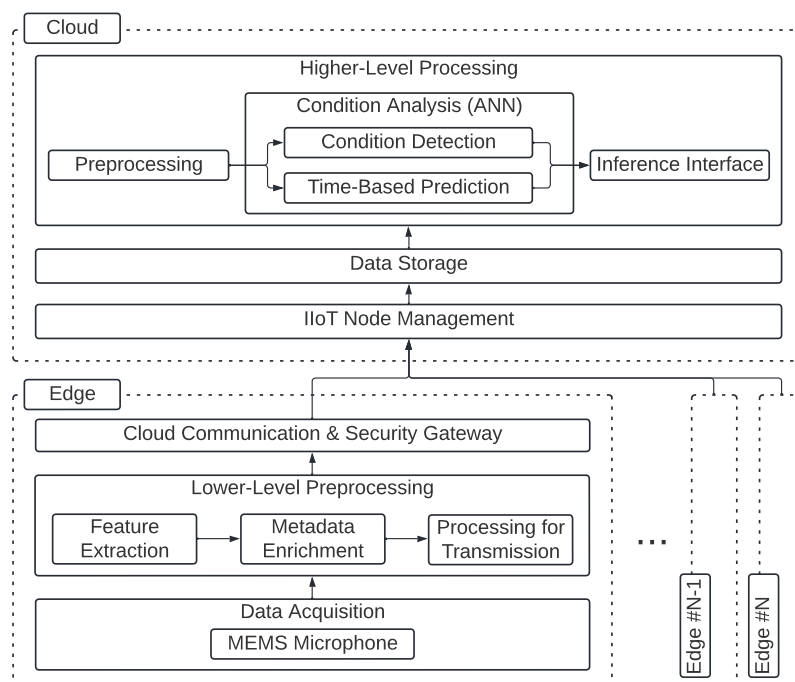 Cloud
Higher-Level Processing
Condition Analysis (ANN)
Condition Detection
Preprocessing
Inference Interface
Time-Based Prediction
Data Storage
IIoT Node Management
Edge
Cloud Communication & Security Gateway
Lower-Level Preprocessing
Feature
Extraction
Metadata
Enrichment
Processing for
Transmission
...
Data Acquisition
MEMS Microphone
Edge #N-1
Edge #N